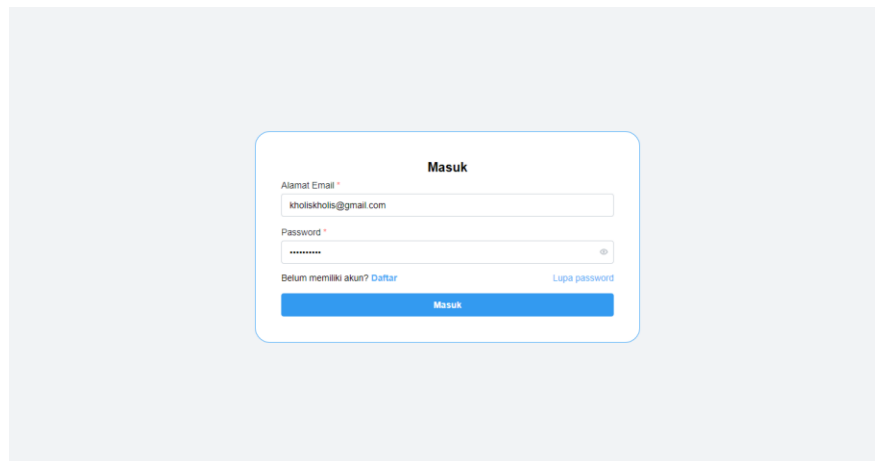 Masuk
Alamat Email *
kholiskholis@gmail.com
Password *
••••••••••
Belum memiliki akun? Daftar Lupa password
Masuk